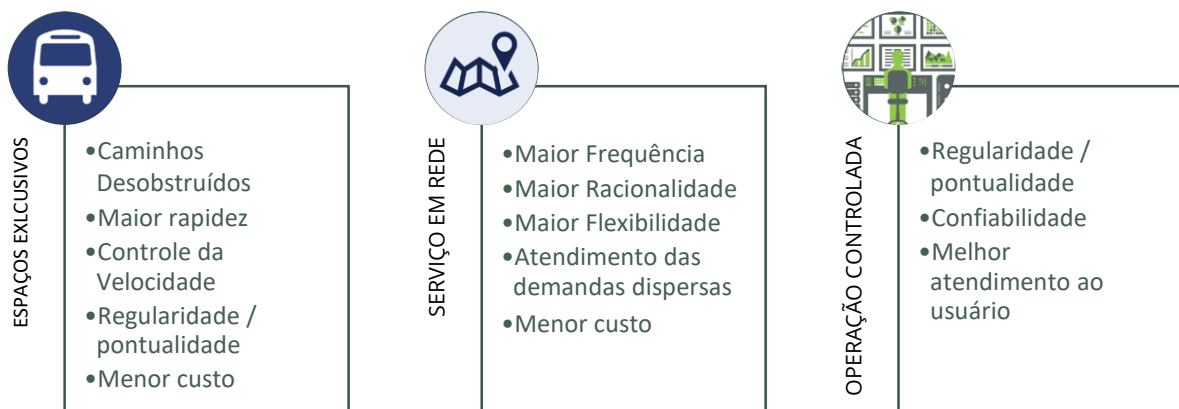 ESPAÇOS EXLCUSIVOS
•Caminhos
Desobstruídos
•Maior rapidez
•Controle da
Velocidade
•Regularidade /
pontualidade
•Menor custo
SERVIÇO EM REDE
•Maior Frequência
•Maior Racionalidade
•Maior Flexibilidade
•Atendimento das
demandas dispersas
•Menor custo
OPERAÇÃO CONTROLADA
•Regularidade /
pontualidade
•Confiabilidade
•Melhor
atendimento ao
usuário